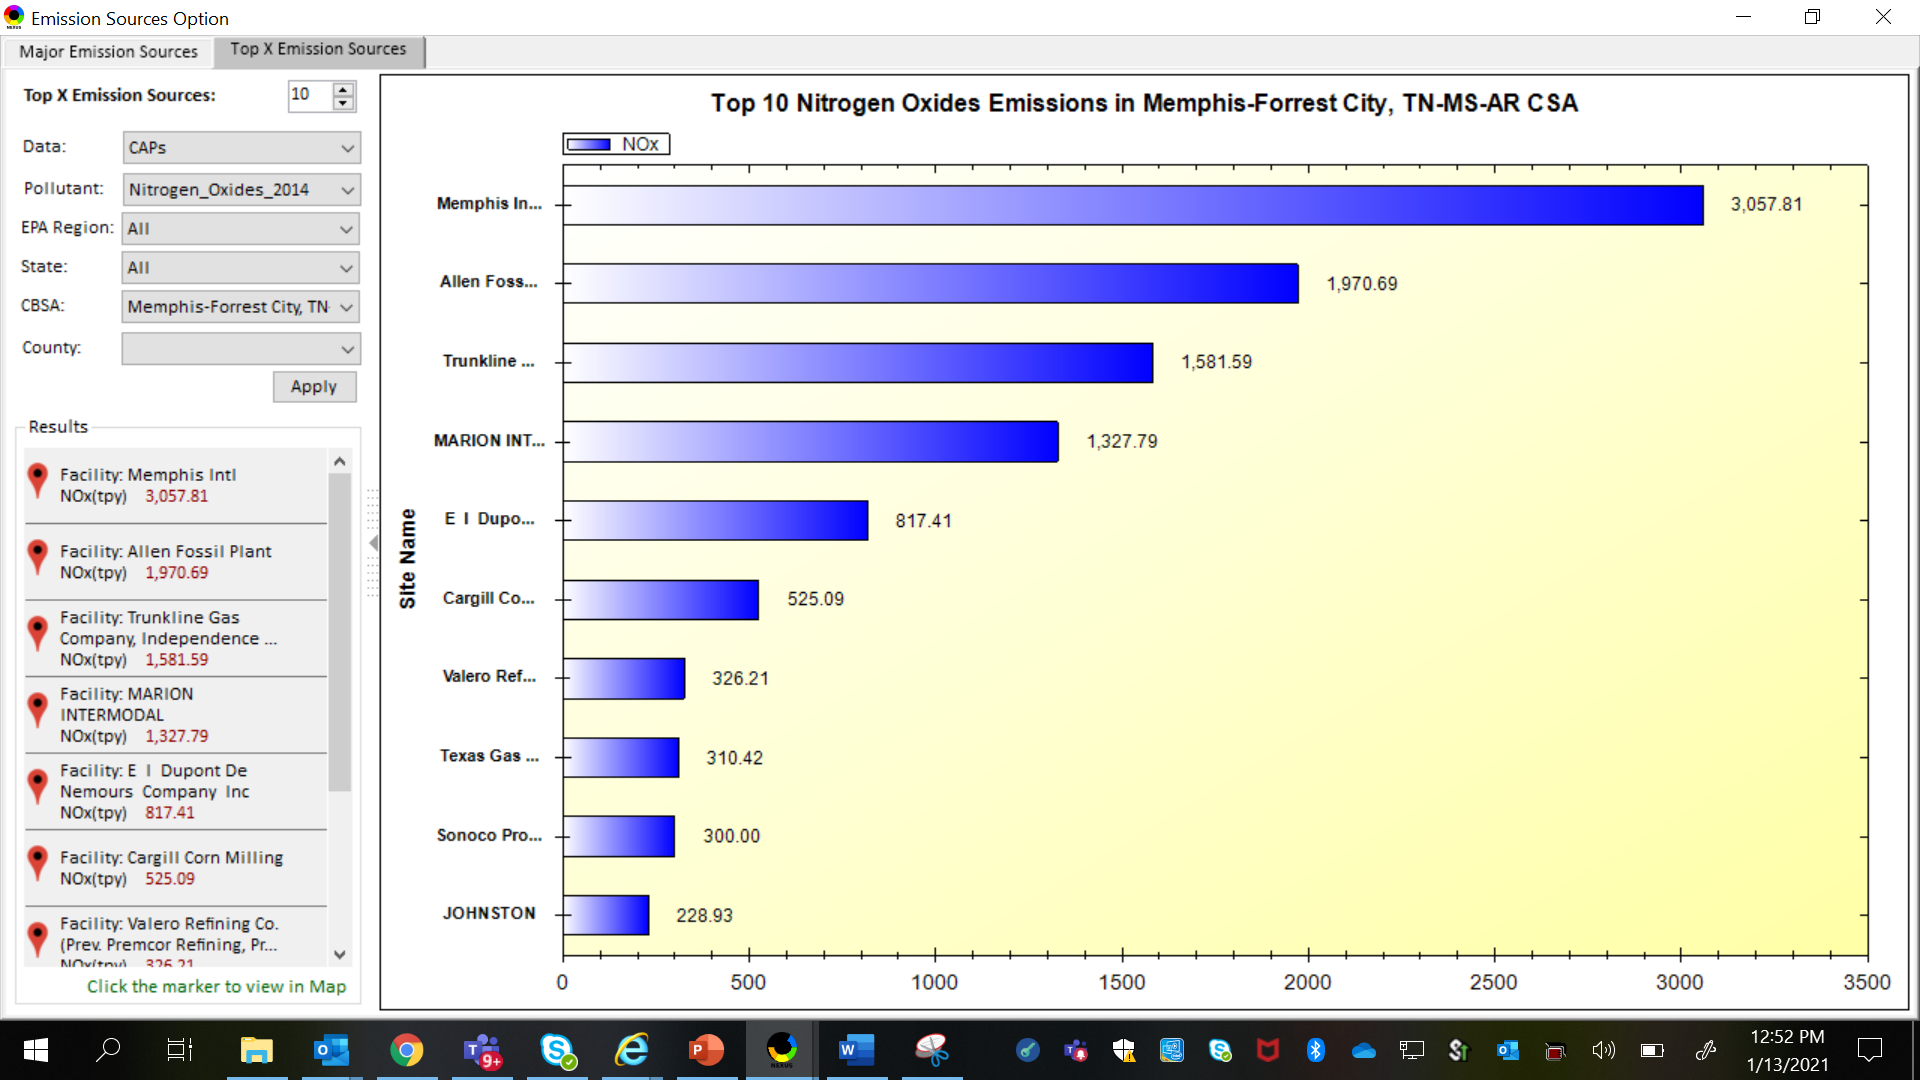 Emission Sources Option
Major Emission Sources
Top X Emission Sources
Top X Emission Sources:
10
Data:
CAPs
Pollutant:
Nitrogen_Oxides_2014
EPA Region:
All
State:
All
CBSA:
Memphis-Forrest City, TN-
County:
Apply
Results
Facility: Memphis Intl
NOx(tpy) 3,057.81
Facility: Allen Fossil Plant
NOx(tpy) 1,970.69
Facility: Trunkline Gas
Company, Independence ...
NOx(tpy) 1,581.59
Facility: MARION
INTERMODAL
NOx(tpy) 1,327.79
Facility: E I Dupont De
Nemours Company Inc
NOx(tpy) 817.41
Facility: Cargill Corn Milling
NOx(tpy) 525.09
Facility: Valero Refining Co.
(Prev. Premcor Refining, Pr...
NOx(tpy) 326.21
Click the marker to view in Map
Top 10 Nitrogen Oxides Emissions in Memphis-Forrest City, TN-MS-AR CSA
NOx
Site Name
Memphis In...
3,057.81
Allen Foss...
1,970.69
Trunkline ...
1,581.59
MARION INT...
1,327.79
E I Dupo...
817.41
Cargill Co...
525.09
Valero Ref...
326.21
Texas Gas ...
310.42
Sonoco Pro...
300.00
JOHNSTON
228.93
0 500 1000 1500 2000 2500 3000 3500
9+
12:52 PM
1/13/2021